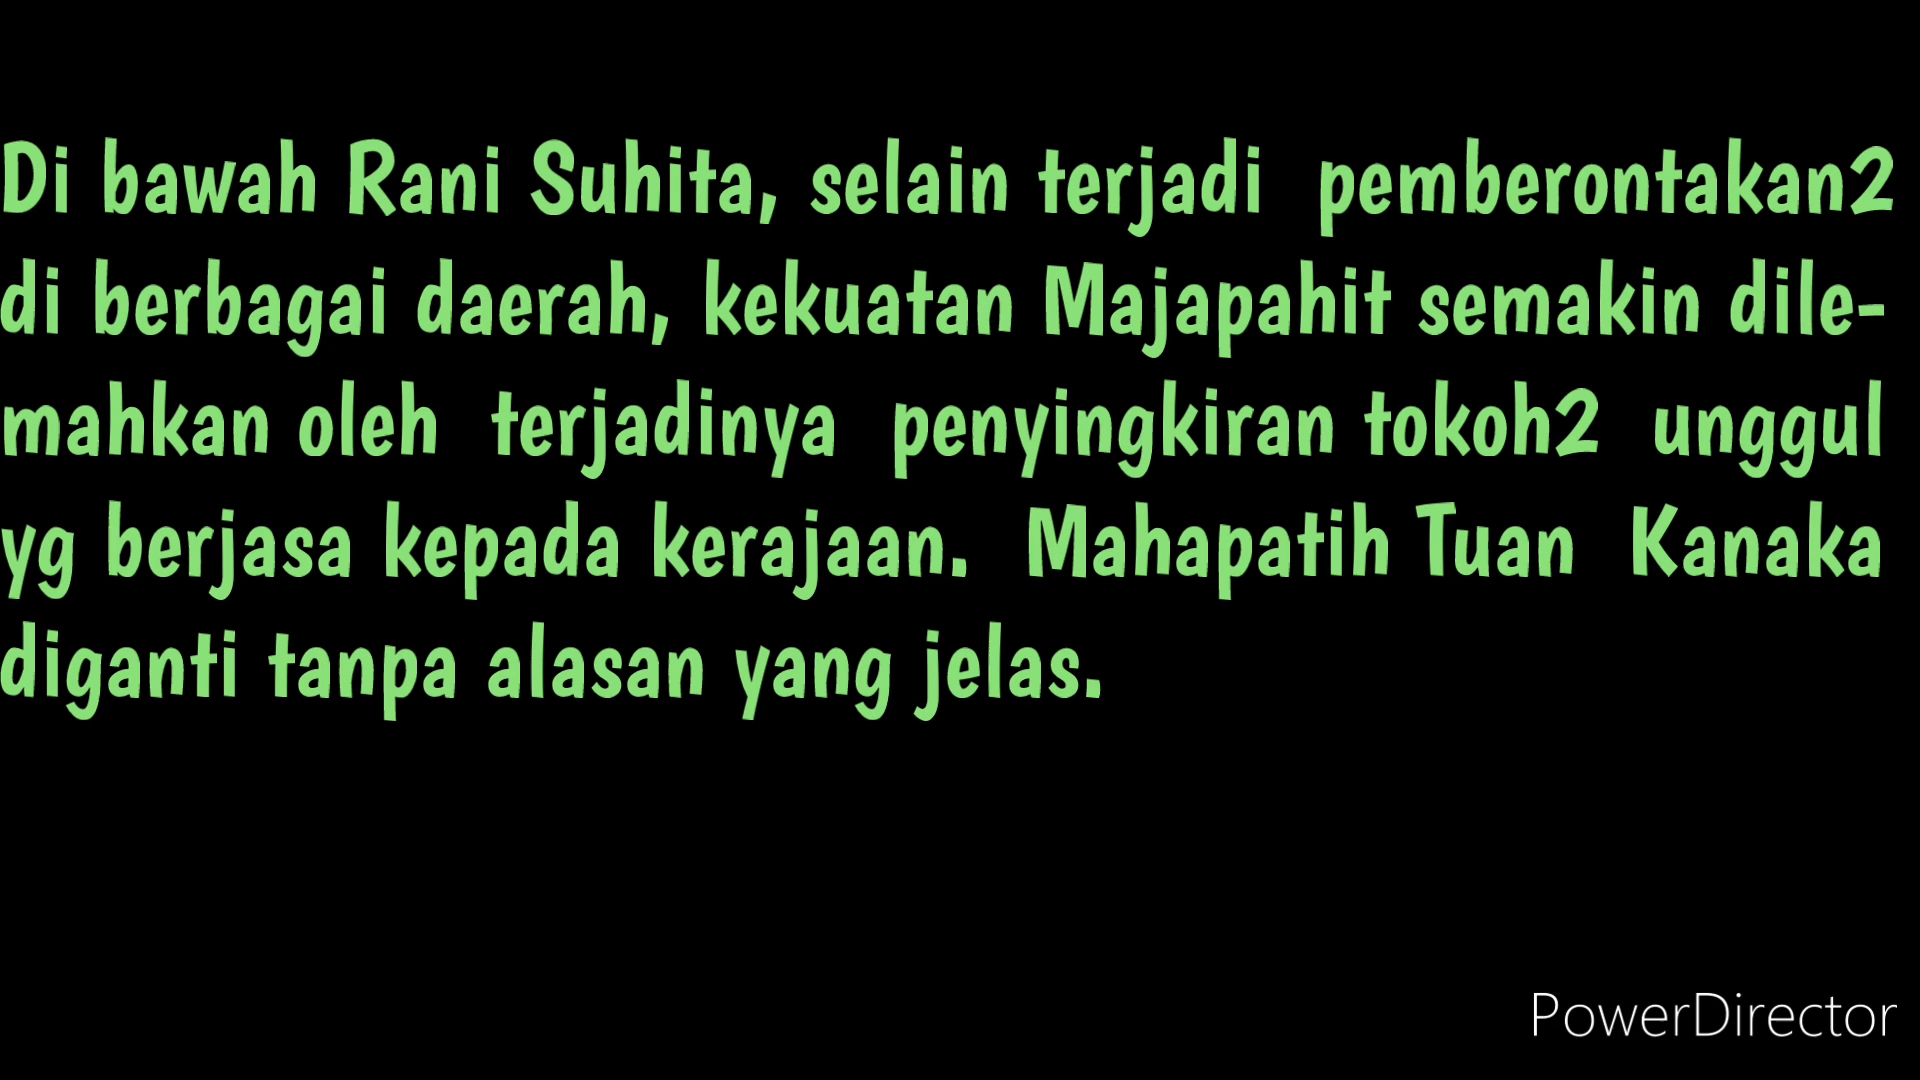 Di bawah Rani Suhita, selain terjadi pemberontakan2
di berbagai daerah, kekuatan Majapahit semakin dile-
mahkan oleh terjadinya penyingkiran tokoh2 unggul
yg berjasa kepada kerajaan. Mahapatih Tuan Kanaka
diganti tanpa alasan yang jelas.
PowerDirector